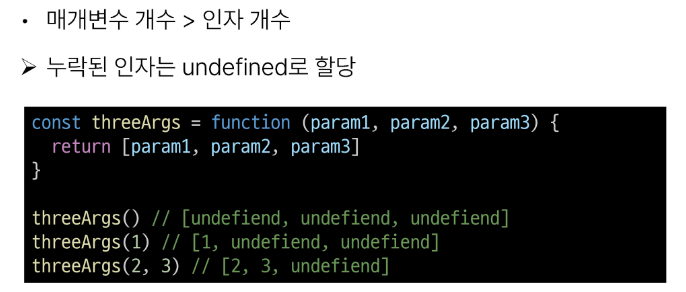 • 매개변수 개수 > 인자 개수
➢ 누락된 인자는 undefined로 할당
const threeArgs = function (param1, param2, param3) {
  return [param1, param2, param3]
}
threeArgs() // [undefiend, undefiend, undefiend]
threeArgs(1) // [1, undefiend, undefiend]
threeArgs(2, 3) // [2, 3, undefiend]